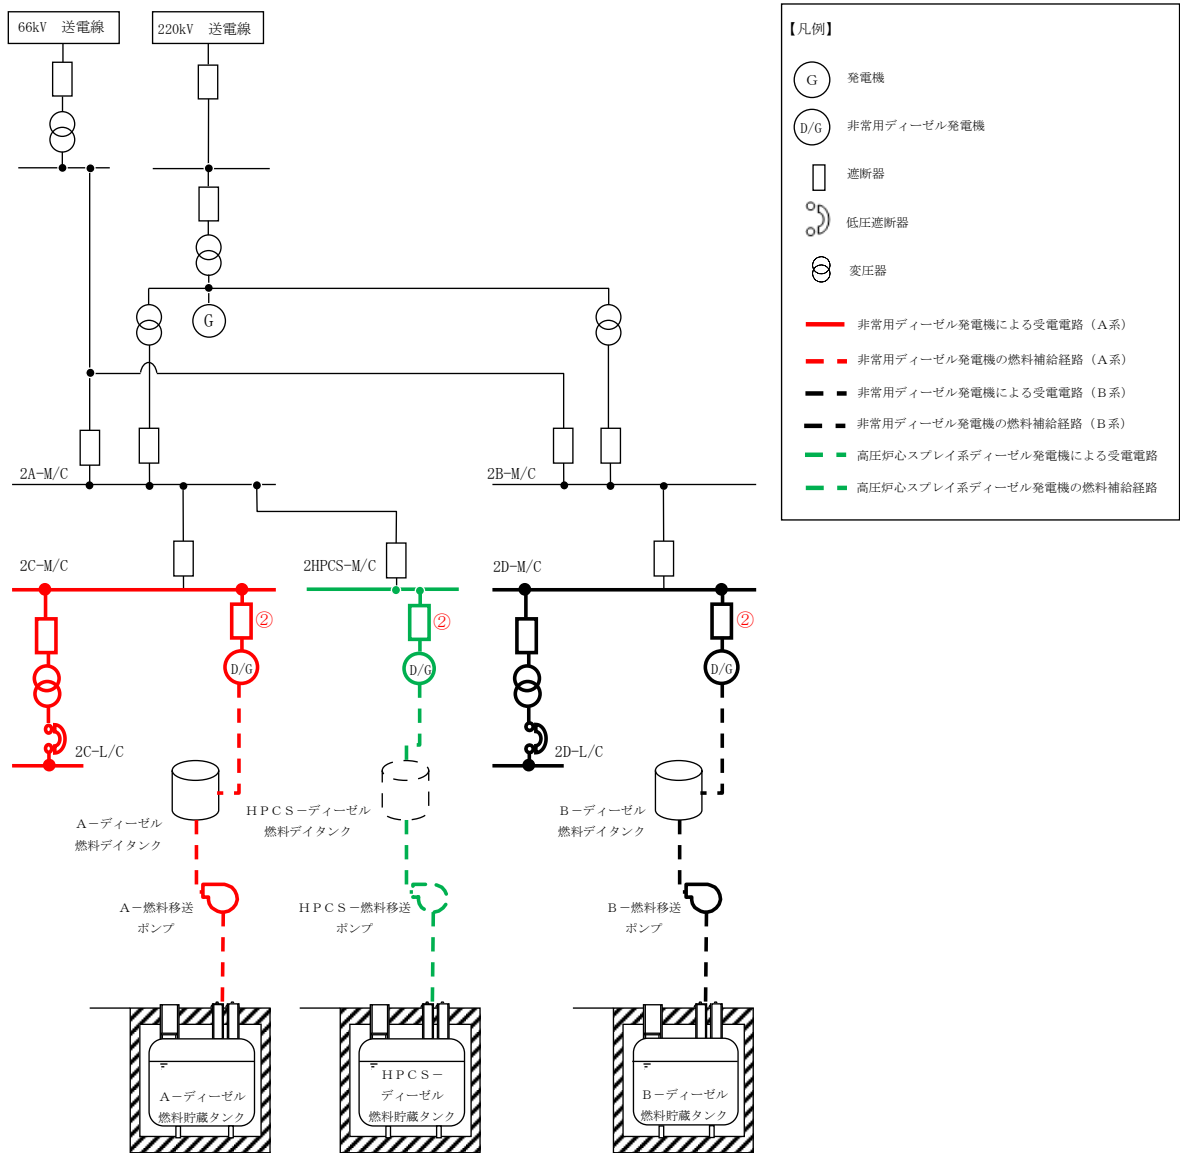 66kV　送電線
220kV　送電線
【凡例】
G
発電機
D/G
非常用ディーゼル発電機
遮断器
低圧遮断器
変圧器
非常用ディーゼル発電機による受電電路（Ａ系）
非常用ディーゼル発電機の燃料補給経路（Ａ系）
非常用ディーゼル発電機による受電電路（Ｂ系）
非常用ディーゼル発電機の燃料補給経路（Ｂ系）
高圧炉心スプレイ系ディーゼル発電機による受電電路
高圧炉心スプレイ系ディーゼル発電機の燃料補給経路
G
2A-M/C
2B-M/C
2C-M/C
2HPCS-M/C
2D-M/C
②
②
②
D/G
D/G
D/G
2C-L/C
2D-L/C
Ａ－ディーゼル
燃料デイタンク
ＨＰＣＳ－ディーゼル
燃料デイタンク
Ｂ－ディーゼル
燃料デイタンク
Ａ－燃料移送
ポンプ
ＨＰＣＳ－燃料移送
ポンプ
Ｂ－燃料移送
ポンプ
Ａ－ディーゼル
燃料貯蔵タンク
ＨＰＣＳ－
ディーゼル
燃料貯蔵タンク
Ｂ－ディーゼル
燃料貯蔵タンク